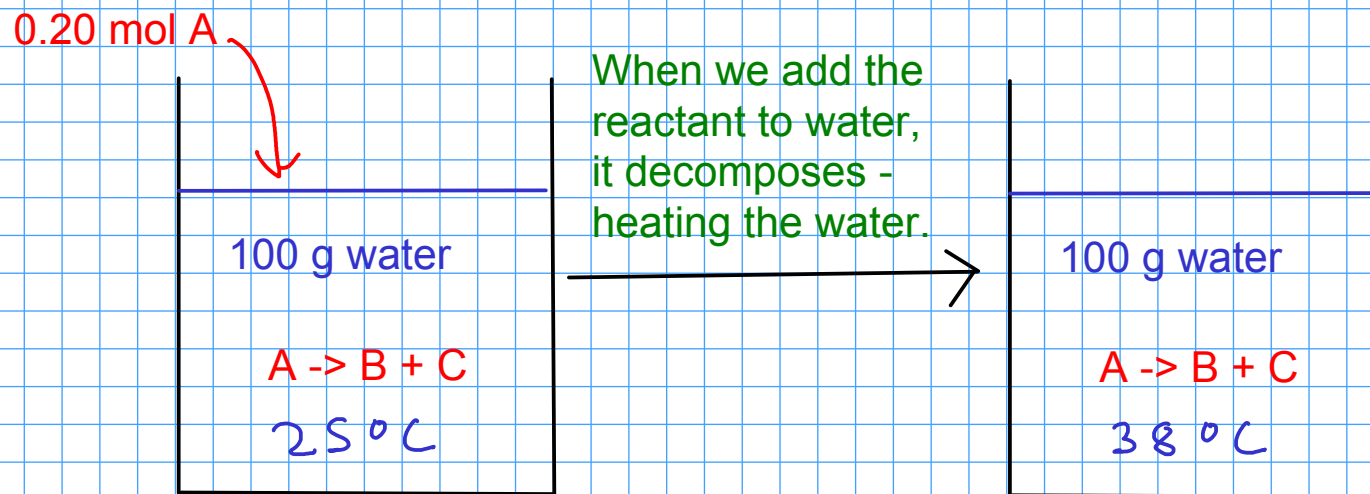 0.20 mol A
When we add the
reactant to water,
it decomposes -
heating the water.
100 g water
A -> B + C
25°C
100 g water
A -> B + C
38°C